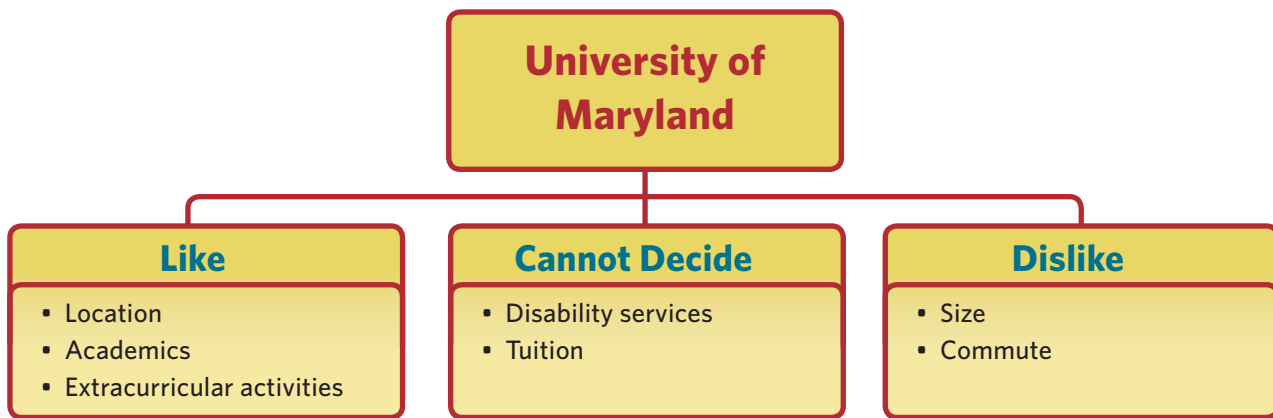 University of
Maryland
Like
• Location
• Academics
• Extracurricular activities
Cannot Decide
• Disability services
• Tuition
Dislike
• Size
• Commute